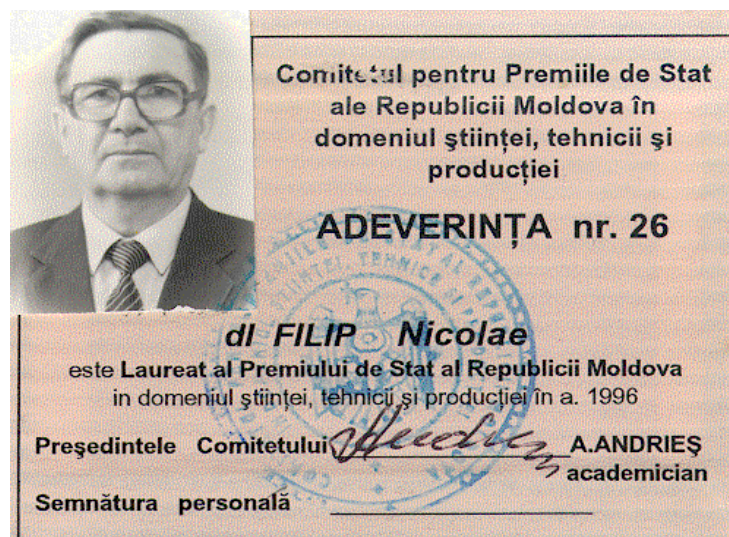 Comitetul pentru Premiile de Stat
ale Republicii Moldova în
domeniul ştiinţei, tehnicii şi
producţiei
ADEVERINŢA nr. 26
dl FILIP Nicolae
este Laureat al Premiului de Stat al Republicii Moldova
in domeniul ştiinţei, tehnicii şi producţiei în a. 1996
Preşedintele Comitetului A.ANDRIEŞ
academician
Semnătura personală